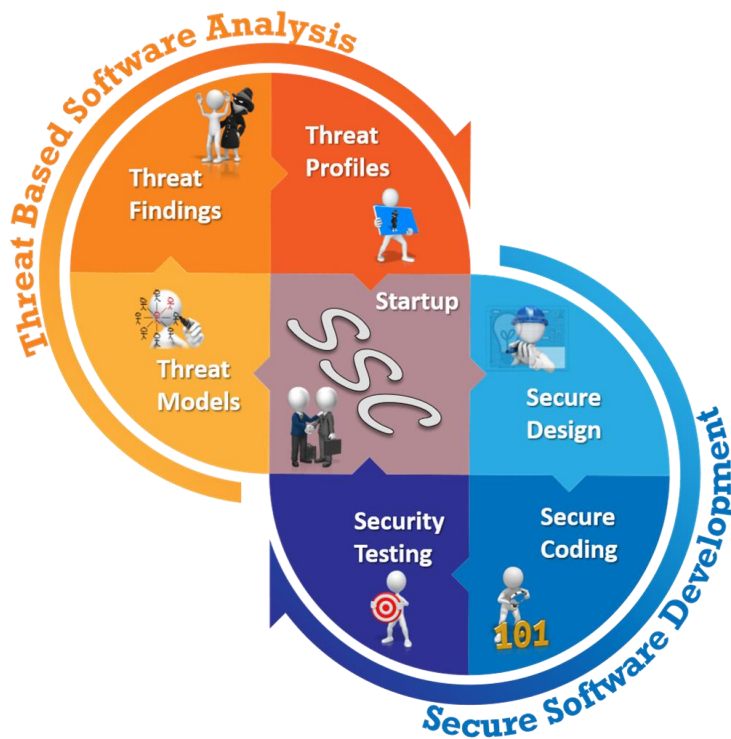 Threat Based Software Analysis
Threat
Profiles
Threat
Findings
Startup
SSC
Threat
Models
Secure
Design
Security
Testing
Secure
Coding
101
Secure Software Development